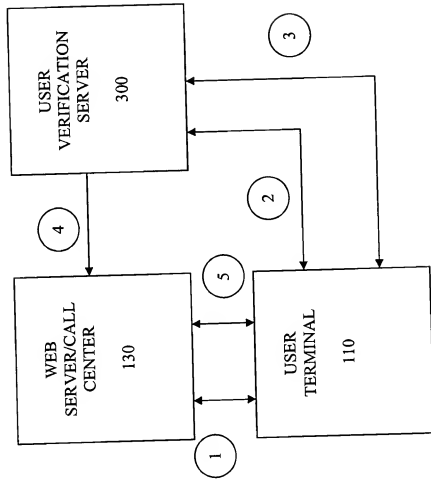 USER
VERIFICATION
SERVER
300
3
4
2
WEB
SERVER/CALL
CENTER
130
5
USER
TERMINAL
110
1